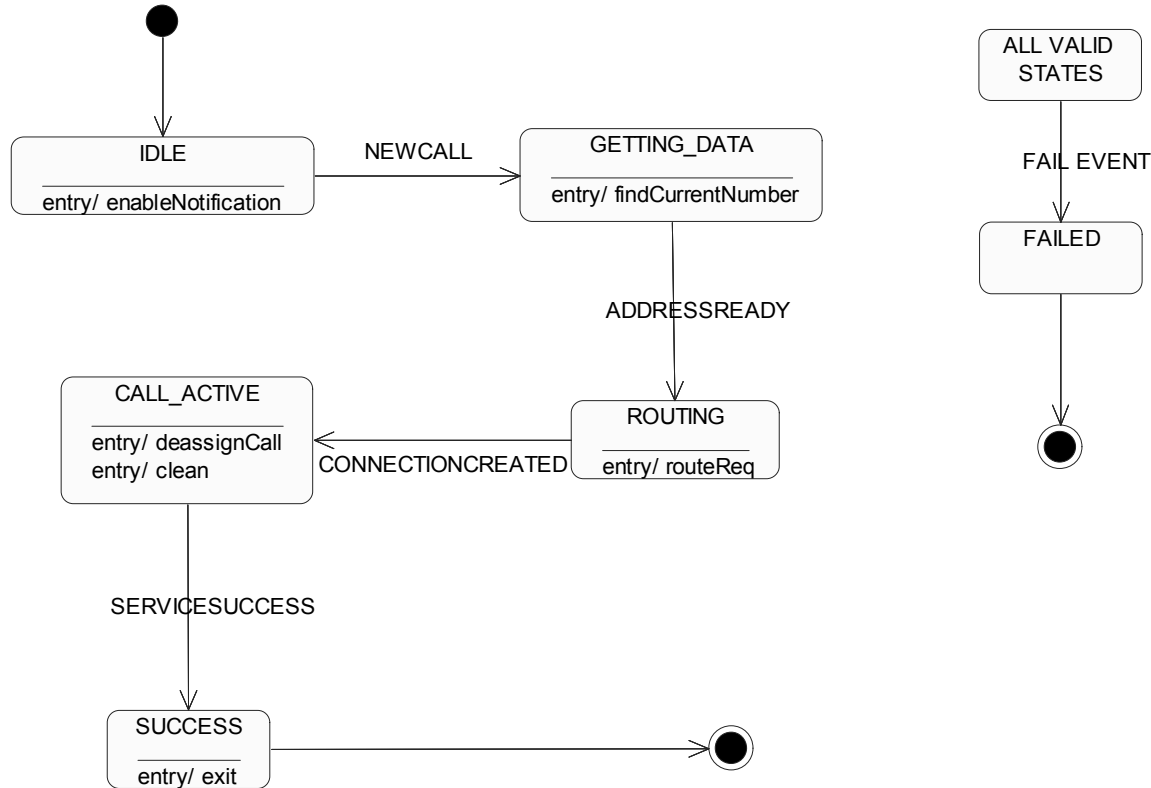 IDLE
entry/ enableNotification
NEWCALL
GETTING_DATA
entry/ findCurrentNumber
ADDRESSREADY
ROUTING
entry/ routeReq
CONNECTIONCREATED
CALL_ACTIVE
entry/ deassignCall
entry/ clean
SERVICESUCCESS
SUCCESS
entry/ exit
ALL VALID
STATES
FAIL EVENT
FAILED